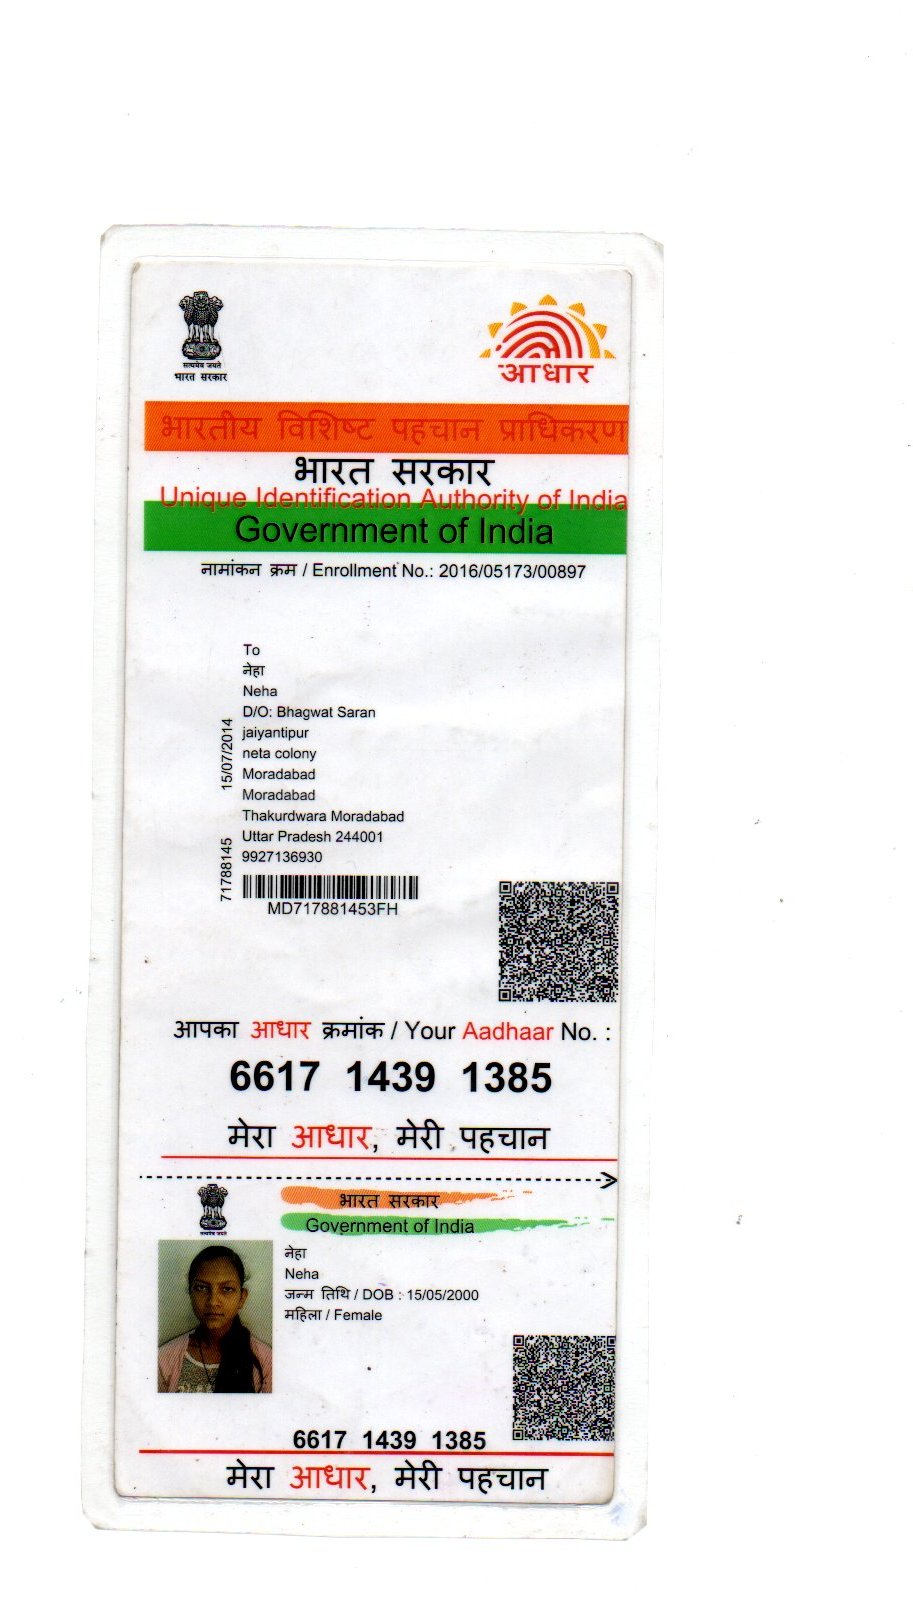 सत्यमेव जयते
भारत सरकार
आधार
भारतीय विशिष्ट पहचान प्राधिकरण
भारत सरकार
Unique Identification Authority of India
Government of India
नामांकन क्रम / Enrollment No.: 2016/05173/00897
To
नेहा
Neha
D/O: Bhagwat Saran
jaiyantipur
neta colony
Moradabad
Moradabad
Thakurdwara Moradabad
Uttar Pradesh 244001
9927136930
15/07/2014
71788145
MD717881453FH
आपका आधार क्रमांक / Your Aadhaar No. :
6617 1439 1385
मेरा आधार, मेरी पहचान
सत्यमेव जयते
भारत सरकार
Government of India
नेहा
Neha
जन्म तिथि / DOB : 15/05/2000
महिला / Female
6617 1439 1385
मेरा आधार, मेरी पहचान